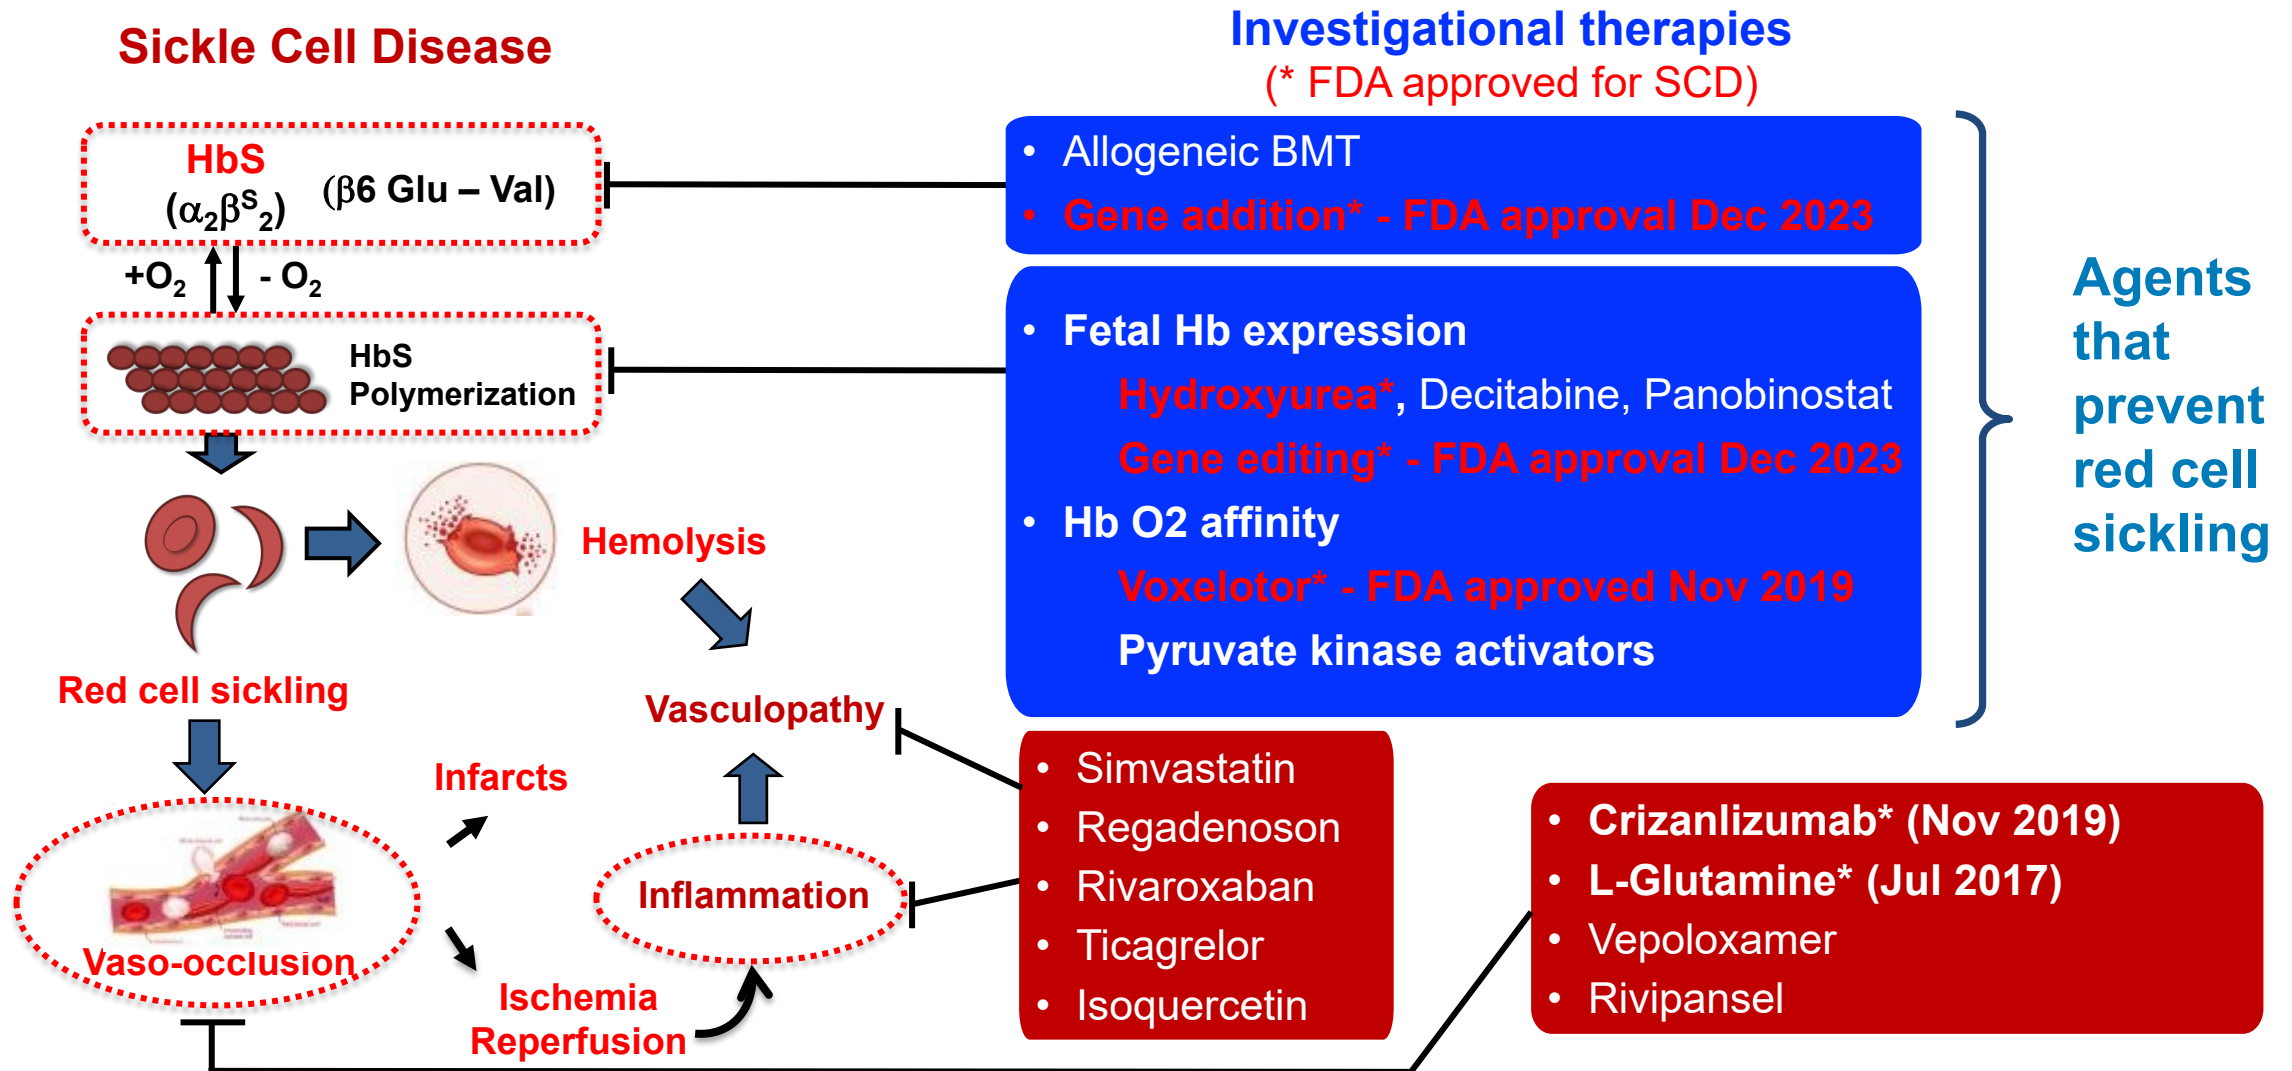 Sickle Cell Disease
HbS
(α₂βˢ₂)
(β6 Glu – Val)
+O₂
- O₂
HbS
Polymerization
Hemolysis
Red cell sickling
Vasculopathy
Infarcts
Inflammation
Vaso-occlusion
Ischemia
Reperfusion
Investigational therapies
(* FDA approved for SCD)
• Allogeneic BMT
• Gene addition* - FDA approval Dec 2023
• Fetal Hb expression
Hydroxyurea*, Decitabine, Panobinostat
Gene editing* - FDA approval Dec 2023
• Hb O2 affinity
Voxelotor* - FDA approved Nov 2019
Pyruvate kinase activators
Agents
that
prevent
red cell
sickling
• Simvastatin
• Regadenoson
• Rivaroxaban
• Ticagrelor
• Isoquercetin
• Crizanlizumab* (Nov 2019)
• L-Glutamine* (Jul 2017)
• Vepoloxamer
• Rivipansel